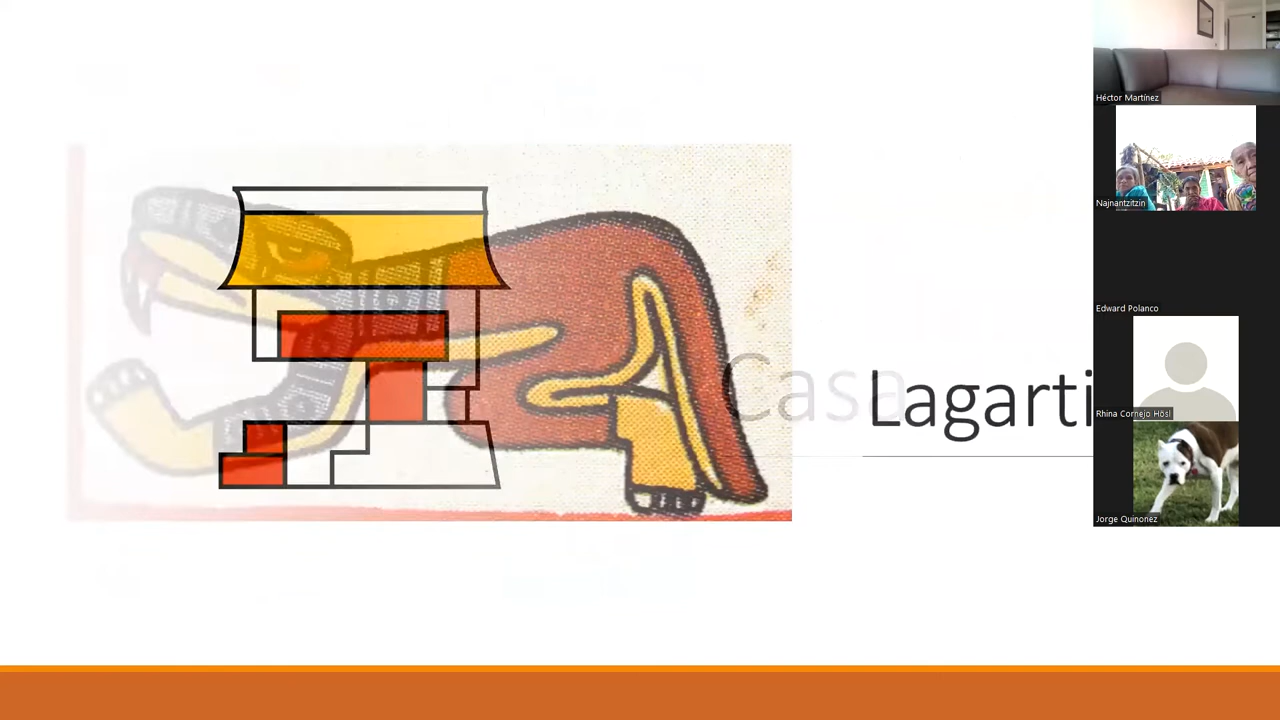 Casa
Lagarti
Héctor Martínez
Najnantzitzin
Edward Polanco
Rhina Cornejo Hösl
Jorge Quinonez